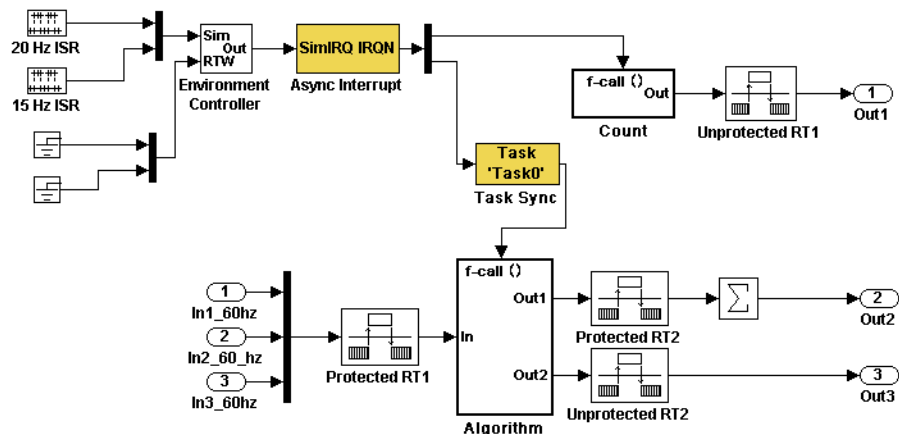 20 Hz ISR
15 Hz ISR
Sim
Out
RTW
Environment
Controller
SimIRQ IRQN
Async Interrupt
f-call ()
Out
Count
Unprotected RT1
1
Out1
Task
'Task0'
Task Sync
1
In1_60hz
2
In2_60_hz
3
In3_60hz
Protected RT1
f-call ()
In
Out1
Out2
Algorithm
Protected RT2
Σ
2
Out2
Unprotected RT2
3
Out3